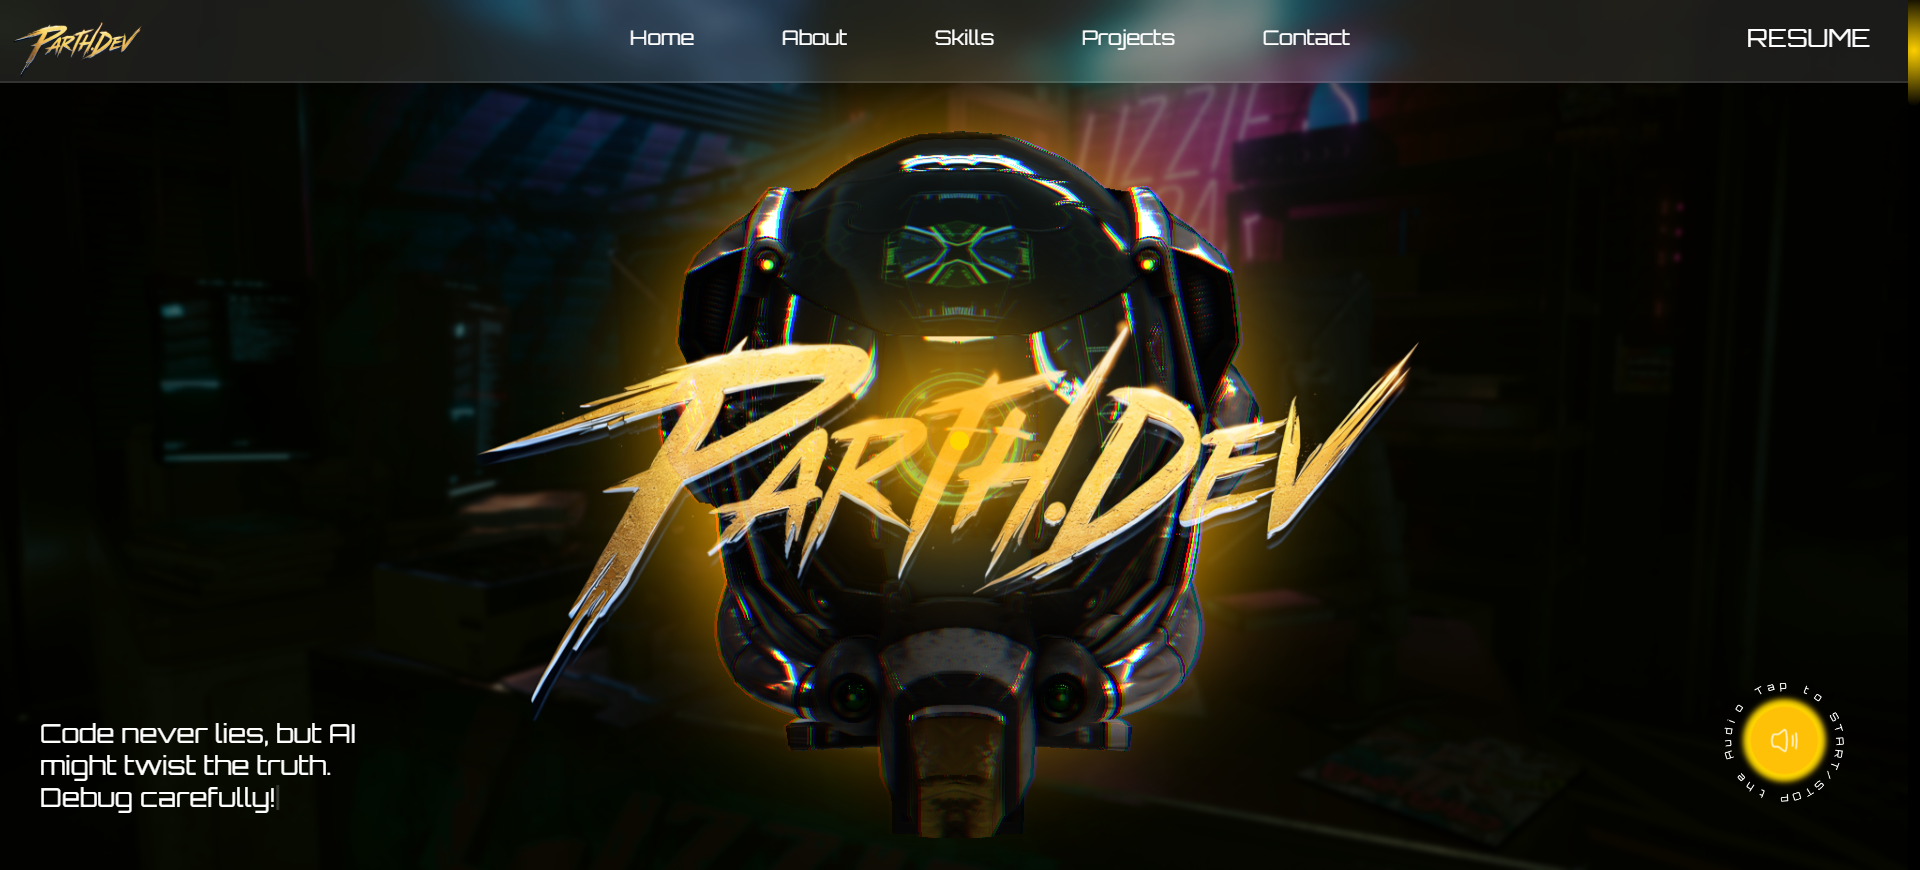 PARTH.DEV
Home
About
Skills
Projects
Contact
RESUME
PARTH.DEV
Code never lies, but AI
might twist the truth.
Debug carefully!
Tap to START/STOP the Audio